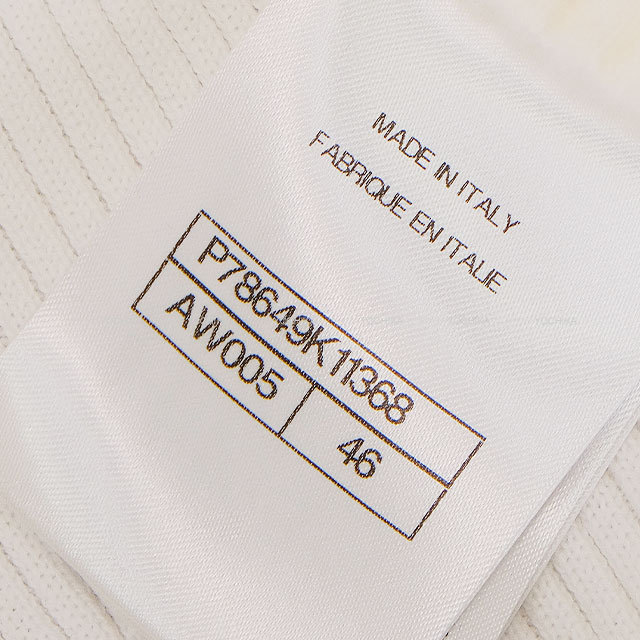 MADE IN ITALY
FABRIQUE EN ITALIE
P78649K11368
AW005 46